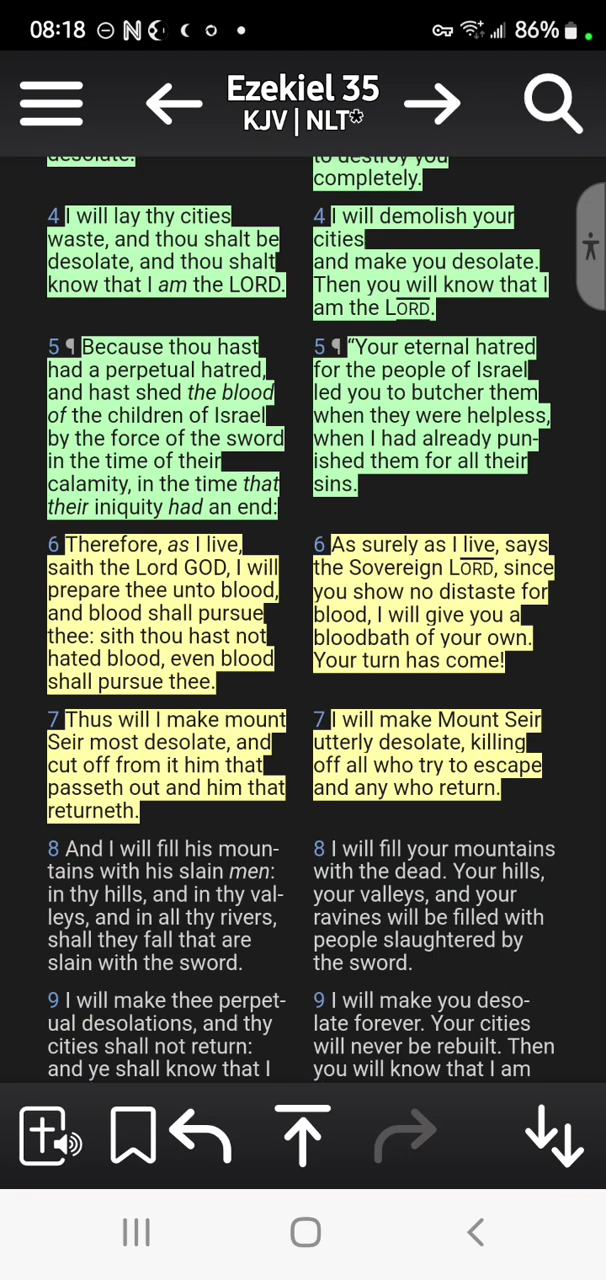 08:18
86%
Ezekiel 35
KJV | NLT*
desolate.
4 I will lay thy cities
waste, and thou shalt be
desolate, and thou shalt
know that I am the LORD.
5 ¶ Because thou hast
had a perpetual hatred,
and hast shed the blood
of the children of Israel
by the force of the sword
in the time of their
calamity, in the time that
their iniquity had an end:
6 Therefore, as I live,
saith the Lord GOD, I will
prepare thee unto blood,
and blood shall pursue
thee: sith thou hast not
hated blood, even blood
shall pursue thee.
7 Thus will I make mount
Seir most desolate, and
cut off from it him that
passeth out and him that
returneth.
8 And I will fill his moun-
tains with his slain men:
in thy hills, and in thy val-
leys, and in all thy rivers,
shall they fall that are
slain with the sword.
9 I will make thee perpet-
ual desolations, and thy
cities shall not return:
and ye shall know that I
to destroy you
completely.
4 I will demolish your
cities
and make you desolate.
Then you will know that I
am the LORD.
5 ¶ “Your eternal hatred
for the people of Israel
led you to butcher them
when they were helpless,
when I had already pun-
ished them for all their
sins.
6 As surely as I live, says
the Sovereign LORD, since
you show no distaste for
blood, I will give you a
bloodbath of your own.
Your turn has come!
7 I will make Mount Seir
utterly desolate, killing
off all who try to escape
and any who return.
8 I will fill your mountains
with the dead. Your hills,
your valleys, and your
ravines will be filled with
people slaughtered by
the sword.
9 I will make you deso-
late forever. Your cities
will never be rebuilt. Then
you will know that I am